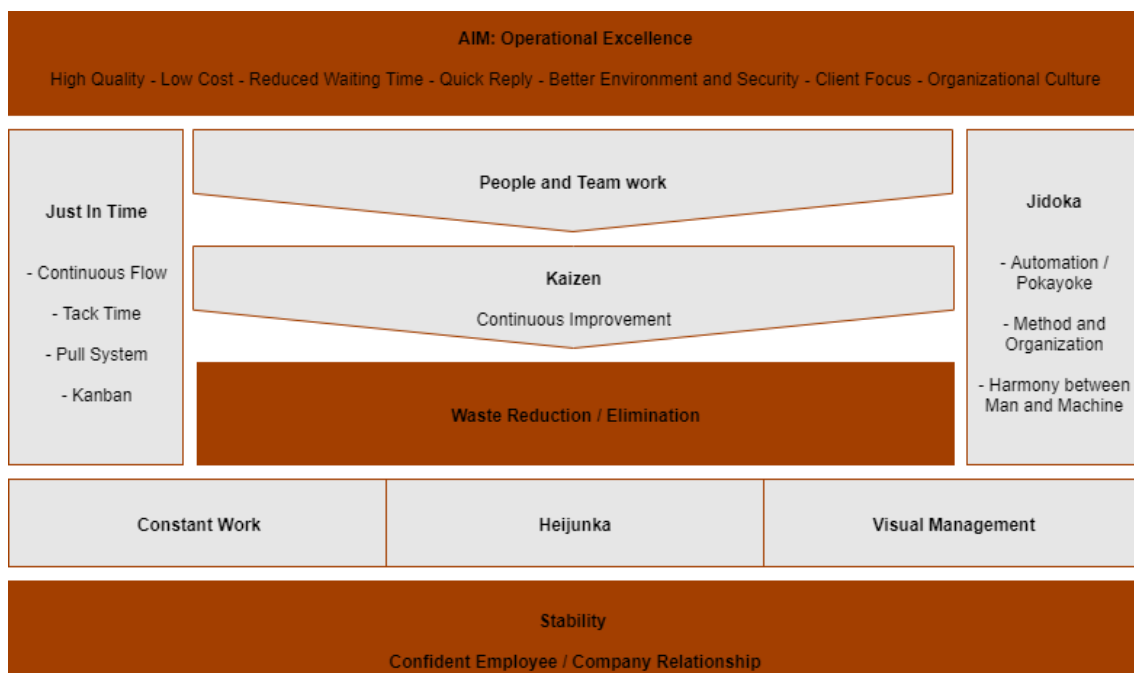 AIM: Operational Excellence
High Quality - Low Cost - Reduced Waiting Time - Quick Reply - Better Environment and Security - Client Focus - Organizational Culture
Just In Time
- Continuous Flow
- Tack Time
- Pull System
- Kanban
People and Team work
Kaizen
Continuous Improvement
Waste Reduction / Elimination
Jidoka
- Automation /
Pokayoke
- Method and
Organization
- Harmony between
Man and Machine
Constant Work
Heijunka
Visual Management
Stability
Confident Employee / Company Relationship